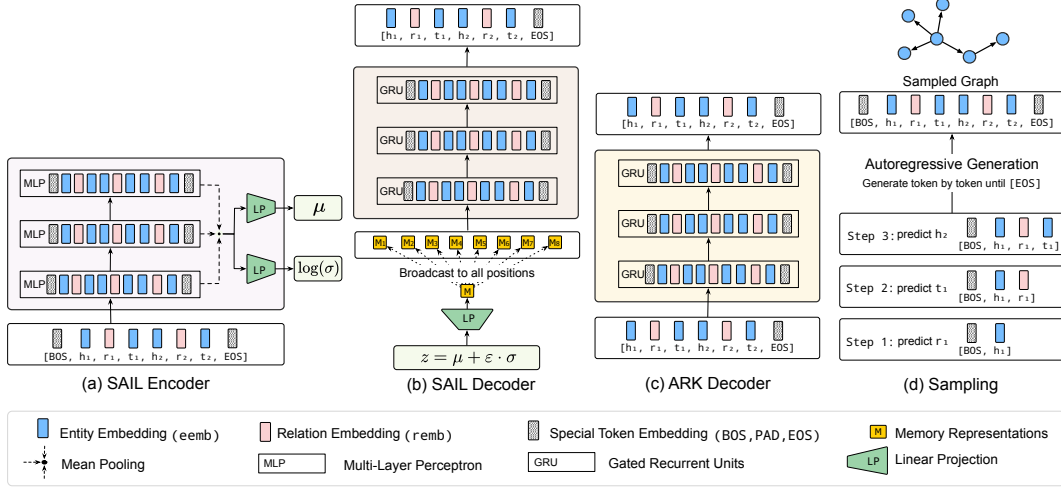 MLP
MLP
MLP
LP
LP
μ
log(σ)
[BOS, h₁, r₁, t₁, h₂, r₂, t₂, EOS]
(a) SAIL Encoder
[h₁, r₁, t₁, h₂, r₂, t₂, EOS]
GRU
GRU
GRU
M₁ M₂ M₃ M₄ M₅ M₆ M₇ M₈
Broadcast to all positions
M
LP
z = μ + ε · σ
(b) SAIL Decoder
[h₁, r₁, t₁, h₂, r₂, t₂, EOS]
GRU
GRU
GRU
[h₁, r₁, t₁, h₂, r₂, t₂, EOS]
(c) ARK Decoder
Sampled Graph
[BOS, h₁, r₁, t₁, h₂, r₂, t₂, EOS]
Autoregressive Generation
Generate token by token until [EOS]
Step 3: predict h₂
[BOS, h₁, r₁, t₁]
Step 2: predict t₁
[BOS, h₁, r₁]
Step 1: predict r₁
[BOS, h₁]
(d) Sampling
Entity Embedding (eemb)
Relation Embedding (remb)
Special Token Embedding (BOS,PAD,EOS)
M Memory Representations
Mean Pooling
MLP Multi-Layer Perceptron
GRU Gated Recurrent Units
LP Linear Projection